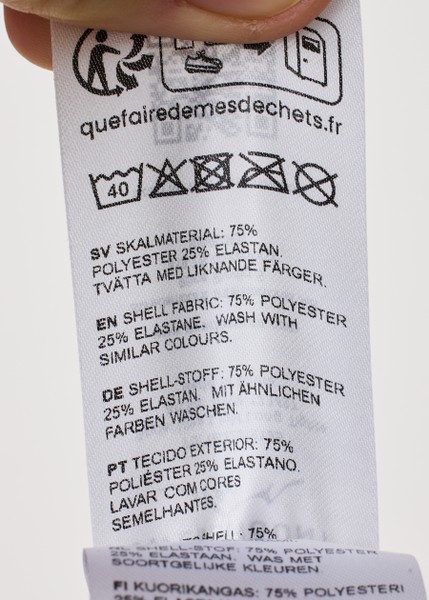 quefairedemesdechets.fr
40
SV SKALMATERIAL: 75%
POLYESTER 25% ELASTAN.
TVÄTTA MED LIKNANDE FÄRGER.
EN SHELL FABRIC: 75% POLYESTER
25% ELASTANE. WASH WITH
SIMILAR COLOURS.
DE SHELL-STOFF: 75% POLYESTER
25% ELASTAN. MIT ÄHNLICHEN
FARBEN WASCHEN.
PT TECIDO EXTERIOR: 75%
POLIÉSTER 25% ELASTANO.
LAVAR COM CORES
SEMELHANTES.
75%
NL SHELL-STOF: 75% POLYESTER
25% ELASTAAN. WAS MET
SOORTGELIJKE KLEUREN.
FI KUORIKANGAS: 75% POLYESTERI
25%